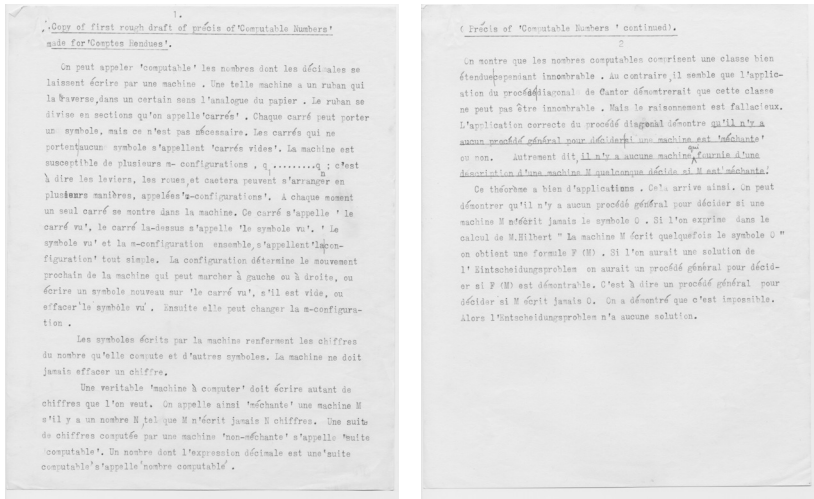 1.
Copy of first rough draft of précis of 'Computable Numbers'
made for 'Comptes Rendues'.
On peut appeler 'computable' les nombres dont les décimales se
laissent écrire par une machine . Une telle machine a un ruban qui
la traverse, dans un certain sens l'analogue du papier . Le ruban se
divise en sections qu'on appelle 'carrés' . Chaque carré peut porter
un symbole, mais ce n'est pas nécessaire. Les carrés qui ne
portent aucun symbole s'appellent 'carrés vides'. La machine est
susceptible de plusieurs m- configurations , q1.........qn ; c'est
à dire les leviers, les roues, et caetera peuvent s'arranger en
plusieurs manières, appelées 'm-configurations'. A chaque moment
un seul carré se montre dans la machine. Ce carré s'appelle ' le
carré vu', le carré la-dessus s'appelle 'le symbole vu'. ' Le
symbole vu' et la m-configuration ensemble, s'appellent 'la con-
figuration' tout simple. La configuration détermine le mouvement
prochain de la machine qui peut marcher à gauche ou à droite, ou
écrire un symbole nouveau sur 'le carré vu', s'il est vide, ou
effacer 'le symbôle vu' . Ensuite elle peut changer la m-configura-
tion .
Les symboles écrits par la machine renferment les chiffres
du nombre qu'elle compute et d'autres symboles. La machine ne doit
jamais effacer un chiffre.
Une veritable 'machine à computer' doit écrire autant de
chiffres que l'on veut. On appelle ainsi 'méchante' une machine M
s'il y a un nombre N, tel que M n'écrit jamais N chiffres. Une suite
de chiffres computée par une machine 'non-méchante' s'appelle 'suite
computable'. Un nombre dont l'expression décimale est une 'suite
computable' s'appelle 'nombre computable' .
( Précis of 'Computable Numbers ' continued).
2
On montre que les nombres computables comprinent une classe bien
étendue cependant innombrable . Au contraire, il semble que l'applic-
ation du procédé diagonal de Cantor démontrerait que cette classe
ne peut pas être innombrable . Mais le raisonnement est fallacieux.
L'application correcte du procédé diagonal démontre qu'il n'y a
aucun procédé général pour décider si une machine est 'méchante'
ou non. Autrement dit, il n'y a aucune machine qui fournie d'une
description d'une machine M quelconque décide si M est 'méchante'.
Ce théorème a bien d'applications . Cela arrive ainsi. On peut
démontrer qu'il n'y a aucun procédé général pour décider si une
machine M n'écrit jamais le symbole O . Si l'on exprime dans le
calcul de M.Hilbert " La machine M écrit quelquefois le symbole O "
on obtient une formule F (M) . Si l'on aurait une solution de
l' Eintscheidungsproblem on aurait un procédé général pour décid-
er si F (M) est démontrable. C'est à dire un procédé général pour
décider si M écrit jamais O. On a démontré que c'est impossible.
Alors l'Entscheidungsproblem n'a aucune solution.